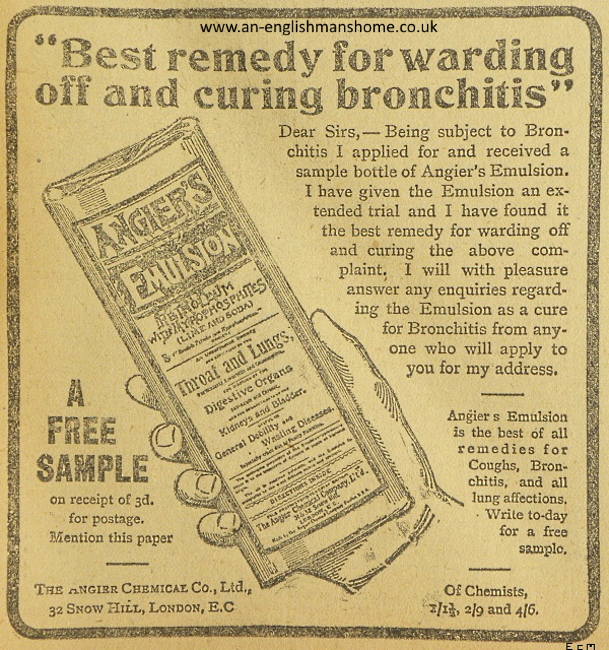 www.an-englishmanshome.co.uk
“Best remedy for warding
off and curing bronchitis”
Dear Sirs,—Being subject to Bron-
chitis I applied for and received a
sample bottle of Angier's Emulsion.
I have given the Emulsion an ex-
tended trial and I have found it
the best remedy for warding off
and curing the above com-
plaint. I will with pleasure
answer any enquiries regard-
ing the Emulsion as a cure
for Bronchitis from any-
one who will apply to
you for my address.
ANGIER'S
EMULSION
PETROLEUM
WITH HYPOPHOSPHITES
(LIME AND SODA)
Throat and Lungs,
Digestive Organs
Kidneys and Bladder.
General Debility and
Wasting Diseases.
DIRECTIONS INSIDE
The Angier Chemical Company, Ltd.
A
FREE
SAMPLE
on receipt of 3d.
for postage.
Mention this paper
Angier s Emulsion
is the best of all
remedies for
Coughs, Bron-
chitis, and all
lung affections.
Write to-day
for a free
sample.
THE ANGIER CHEMICAL CO., LTD.,
32 SNOW HILL, LONDON, E.C
Of Chemists,
1/1½, 2/9 and 4/6.